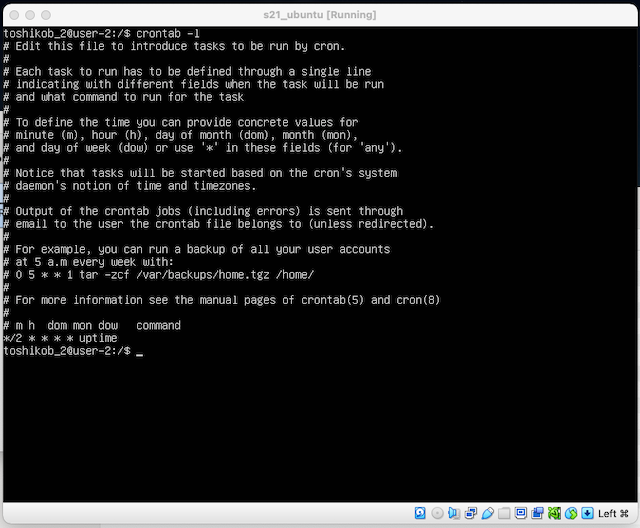 s21_ubuntu [Running]
toshikob_2@user-2:/$ crontab -l
# Edit this file to introduce tasks to be run by cron.
#
# Each task to run has to be defined through a single line
# indicating with different fields when the task will be run
# and what command to run for the task
#
# To define the time you can provide concrete values for
# minute (m), hour (h), day of month (dom), month (mon),
# and day of week (dow) or use '*' in these fields (for 'any').
#
# Notice that tasks will be started based on the cron's system
# daemon's notion of time and timezones.
#
# Output of the crontab jobs (including errors) is sent through
# email to the user the crontab file belongs to (unless redirected).
#
# For example, you can run a backup of all your user accounts
# at 5 a.m every week with:
# 0 5 * * 1 tar -zcf /var/backups/home.tgz /home/
#
# For more information see the manual pages of crontab(5) and cron(8)
#
# m h  dom mon dow   command
*/2 * * * * uptime
toshikob_2@user-2:/$ _
Left ⌘